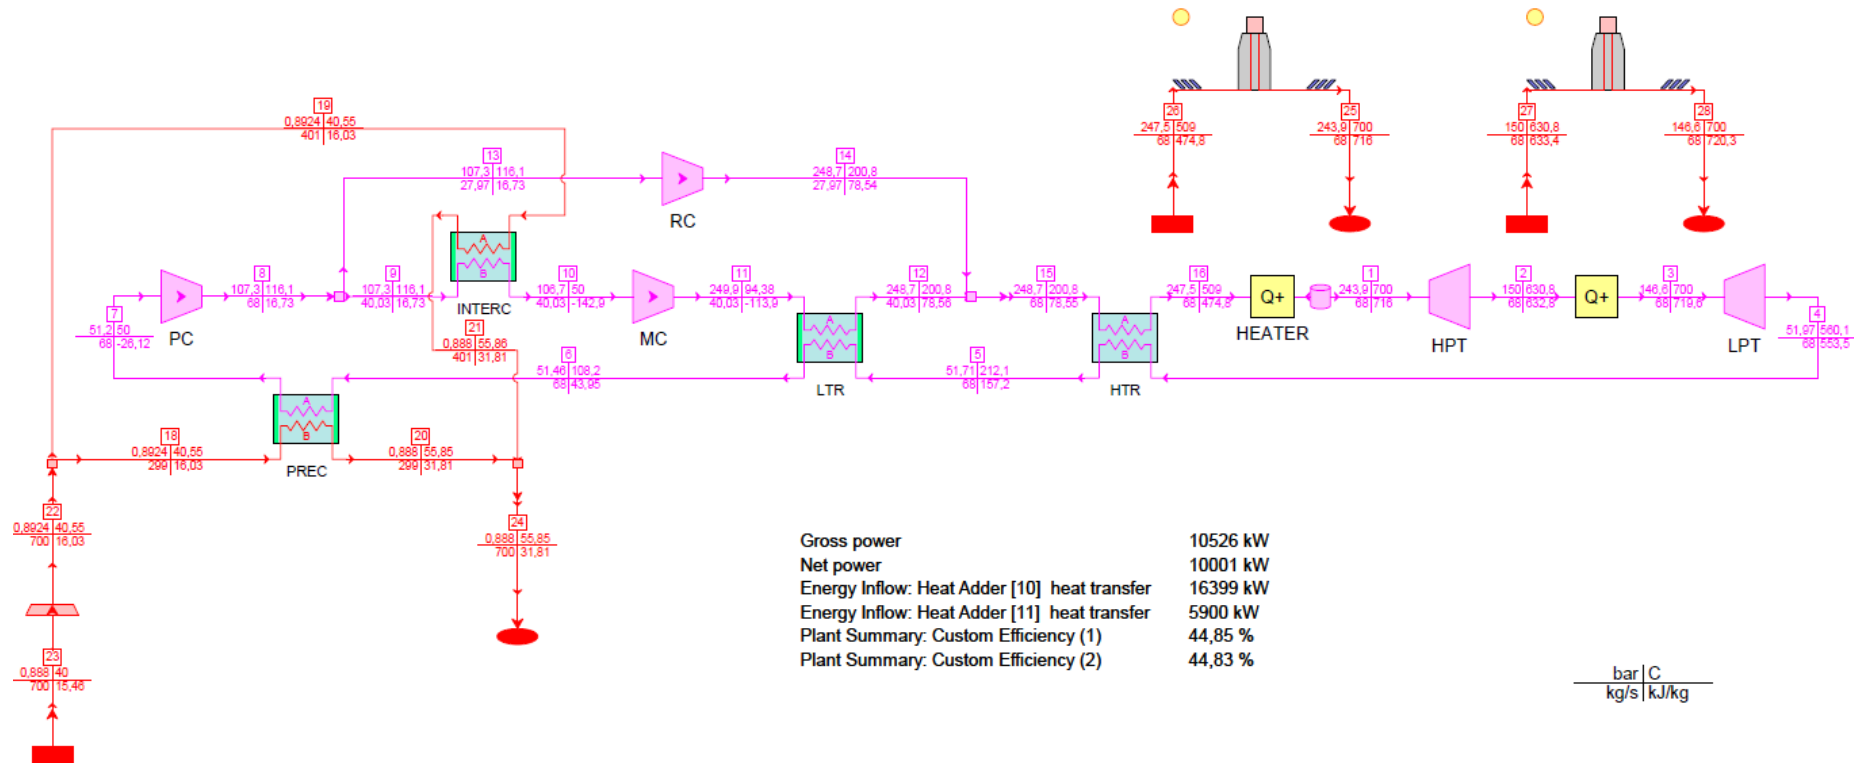 26
247,5 509
68 474,8
25
243,9 700
68 716
27
150 630,8
68 633,4
28
146,6 700
68 720,3
19
0,8924 40,55
401 16,03
13
107,3 116,1
27,97 16,73
RC
14
248,7 200,8
27,97 78,54
A
B
INTERC
7
51,2 50
68 -26,12
PC
8
107,3 116,1
68 16,73
9
107,3 116,1
40,03 16,73
10
106,7 50
40,03 -142,9
MC
11
249,9 94,38
40,03 -113,9
12
248,7 200,8
40,03 78,56
15
248,7 200,8
68 78,55
16
247,5 509
68 474,8
Q+
HEATER
1
243,9 700
68 716
HPT
2
150 630,8
68 632,8
Q+
3
146,6 700
68 719,6
LPT
4
51,97 560,1
68 553,5
21
0,888 55,86
401 31,81
6
51,46 108,2
68 43,95
A
B
LTR
5
51,71 212,1
68 157,2
A
B
HTR
A
B
PREC
18
0,8924 40,55
299 16,03
20
0,888 55,85
299 31,81
22
0,8924 40,55
700 16,03
24
0,888 55,85
700 31,81
23
0,888 40
700 15,46
Gross power 10526 kW
Net power 10001 kW
Energy Inflow: Heat Adder [10] heat transfer 16399 kW
Energy Inflow: Heat Adder [11] heat transfer 5900 kW
Plant Summary: Custom Efficiency (1) 44,85 %
Plant Summary: Custom Efficiency (2) 44,83 %
bar C
kg/s kJ/kg